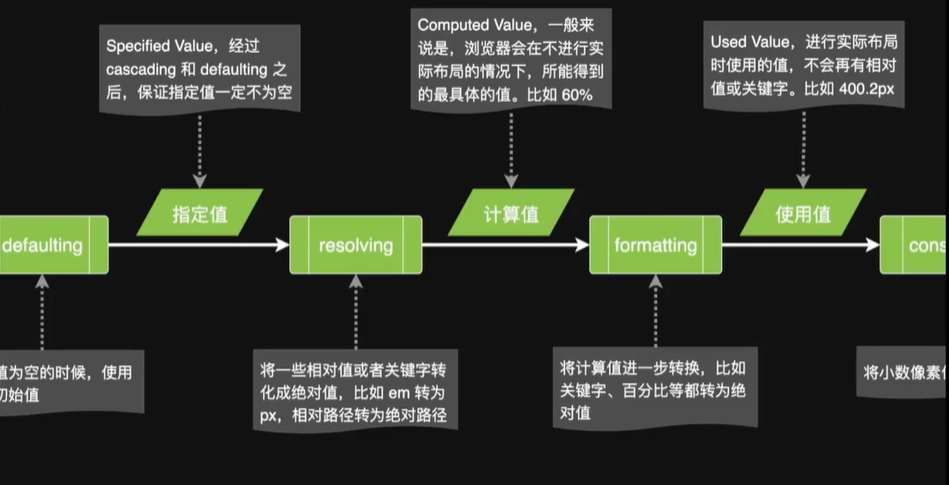 Specified Value，经过
cascading 和 defaulting 之
后，保证指定值一定不为空
Computed Value，一般来
说是，浏览器会在不进行实
际布局的情况下，所能得到
的最具体的值。比如 60%
Used Value，进行实际布局
时使用的值，不会再有相对
值或关键字。比如 400.2px
指定值
计算值
使用值
defaulting
resolving
formatting
cons
值为空的时候，使用
初始值
将一些相对值或者关键字转
化成绝对值，比如 em 转为
px，相对路径转为绝对路径
将计算值进一步转换，比如
关键字、百分比等都转为绝
对值
将小数像素